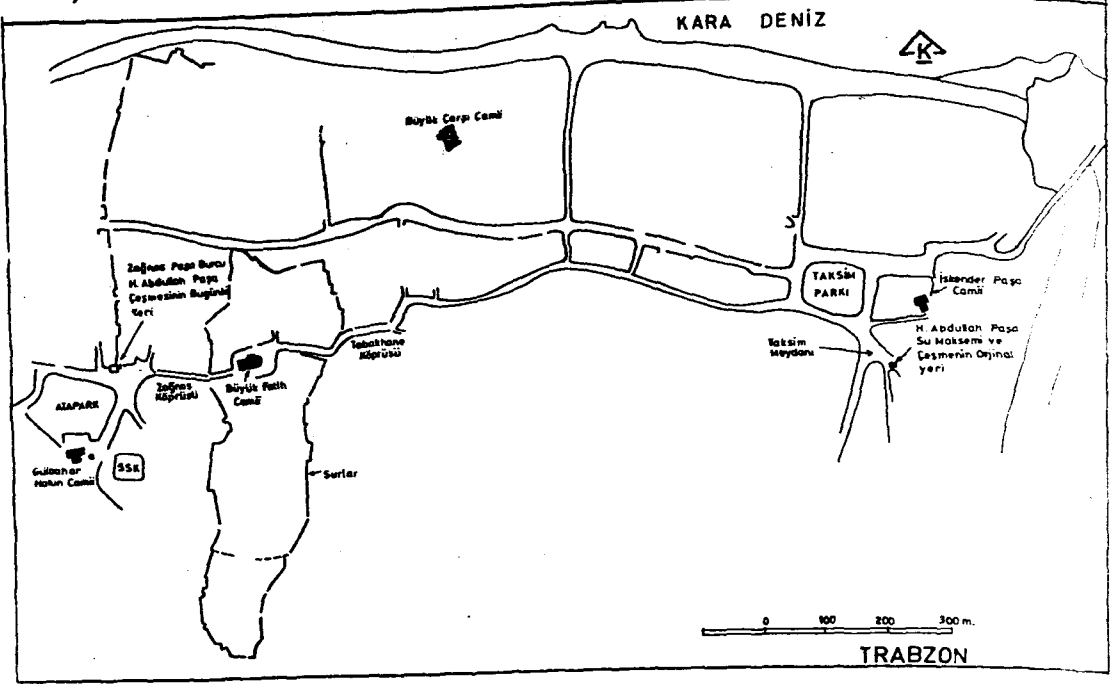 KARA DENİZ
K
Büyük Çarşı Camii
Zağnos Paşa Burcu
H. Abdullah Paşa
Çeşmesinin Bugünkü
Yeri
TAKSİM
PARKI
İskender Paşa
Camii
H. Abdullah Paşa
Su Maksemi ve
Çeşmenin Orjinal
yeri
Taksim
Meydanı
Tabakhane
Köprüsü
Zağnos
Köprüsü
Büyük Fatih
Camii
ATAPARK
Gülbahar
Hatun Camii
SSK
Surlar
0 100 200 300 m.
TRABZON